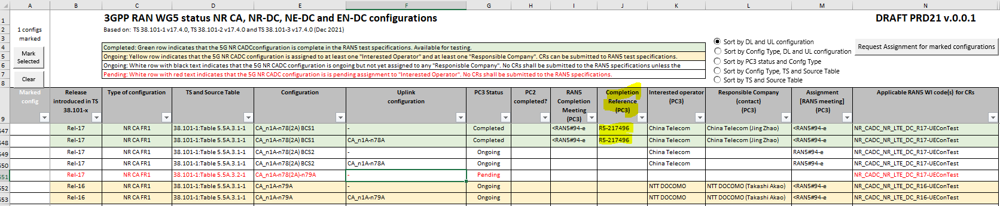 A B C D E F G H I J K L M N
1 3GPP RAN WG5 status NR CA, NR-DC, NE-DC and EN-DC configurations DRAFT PRD21 v.0.0.1
2 1 configs Based on: TS 38.101-1 v17.4.0, TS 38.101-2 v17.4.0 and TS 38.101-3 v17.4.0 (Dec 2021)
3 marked
4 Completed: Green row indicates that the 5G NR CADCconfiguration is complete in the RAN5 test specifications. Available for testing.
5 Ongoing: Yellow row indicates that the 5G NR CADC configuration is assigned to at least one "Interested Operator" and at least one "Responsible Company". CRs can be submitted to RAN5 test specifications.
6 Ongoing: White row with black text indicates that the 5G NR CADC configuration is ongoing but not yet assigned to any "Responisble Company". No CRs shall be submitted to the RAN5 specifications unless the
7 Pending: White row with red text indicates that the 5G NR CADC configuration is is pending assignment to "Interested Operator". No CRs shall be submitted to the RAN5 specifications.
8
Mark
Selected
Clear
Sort by DL and UL configuration
Sort by Config Type, DL and UL configuration
Sort by PC3 status and Confg Type
Sort by Config Type, TS and Source Table
Sort by TS and Source Table
Request Assignment for marked configurations
Marked Release Type of configuration TS and Source Table Configuration Uplink PC3 Status PC2 RAN5 Completion Interested operator Responsible Company Assignment Applicable RAN5 WI code(s) for CRs
config introduced in TS configuration completed? Completion Reference (PC3) (contact) [RAN5 meeting]
38.101-x Meeting (PC3) (PC3) (PC3)
9 (PC3)
547 Rel-17 NR CA FR1 38.101-1:Table 5.5A.3.1-1 CA_n1A-n78(2A) BCS1 - Completed <RAN5#94-e R5-217496 China Telecom China Telecom (Jing Zhao) <RAN5#94-e NR_CADC_NR_LTE_DC_R17-UEConTest
548 Rel-17 NR CA FR1 38.101-1:Table 5.5A.3.1-1 CA_n1A-n78(2A) BCS1 CA_n1A-n78A Completed <RAN5#94-e R5-217496 China Telecom China Telecom (Jing Zhao) <RAN5#94-e NR_CADC_NR_LTE_DC_R17-UEConTest
549 Rel-17 NR CA FR1 38.101-1:Table 5.5A.3.1-1 CA_n1A-n78(2A) BCS2 - Ongoing China Telecom RAN5#94-e NR_CADC_NR_LTE_DC_R17-UEConTest
550 Rel-17 NR CA FR1 38.101-1:Table 5.5A.3.1-1 CA_n1A-n78(2A) BCS2 CA_n1A-n78A Ongoing China Telecom RAN5#94-e NR_CADC_NR_LTE_DC_R17-UEConTest
551 Rel-17 NR CA FR1 38.101-1:Table 5.5A.3.2-1 CA_n1A-n78(2A)-n79A - Pending NR_CADC_NR_LTE_DC_R17-UEConTest
552 Rel-16 NR CA FR1 38.101-1:Table 5.5A.3.1-1 CA_n1A-n79A - Ongoing NTT DOCOMO NTT DOCOMO (Takashi Akao) <RAN5#94-e NR_CADC_NR_LTE_DC_R16-UEConTest
553 Rel-16 NR CA FR1 38.101-1:Table 5.5A.3.1-1 CA_n1A-n79A CA_n1A-n79A Ongoing NTT DOCOMO NTT DOCOMO (Takashi Akao) <RAN5#94-e NR_CADC_NR_LTE_DC_R16-UEConTest